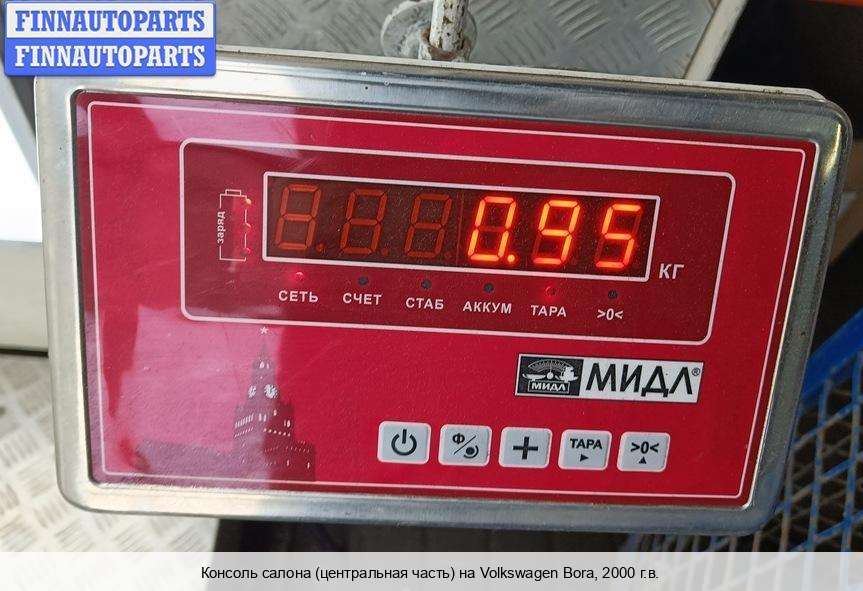 FINNAUTOPARTS
FINNAUTOPARTS
заряд
0.95
КГ
СЕТЬ СЧЕТ СТАБ АККУМ ТАРА >0<
МИДЛ МИДЛ®
Ф ТАРА >0<
Консоль салона (центральная часть) на Volkswagen Bora, 2000 г.в.